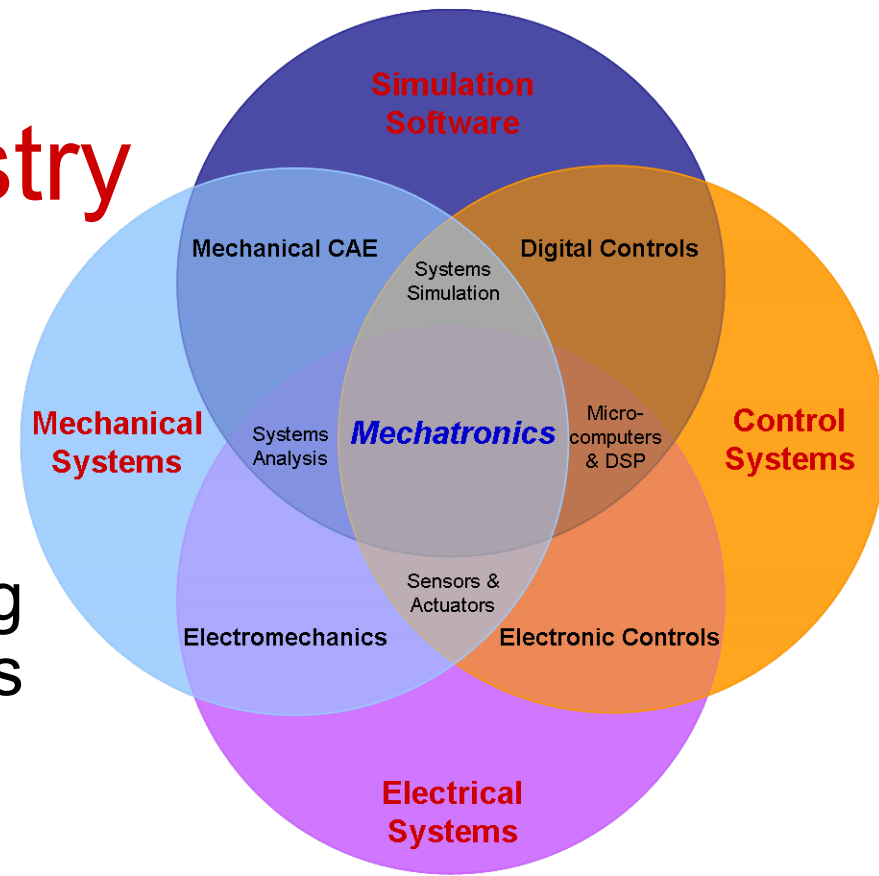 Simulation
Software
stry
Mechanical CAE
Digital Controls
Systems
Simulation
Mechanical
Systems
Systems
Analysis
Mechatronics
Micro-
computers
& DSP
Control
Systems
g
s
Sensors &
Actuators
Electromechanics
Electronic Controls
Electrical
Systems